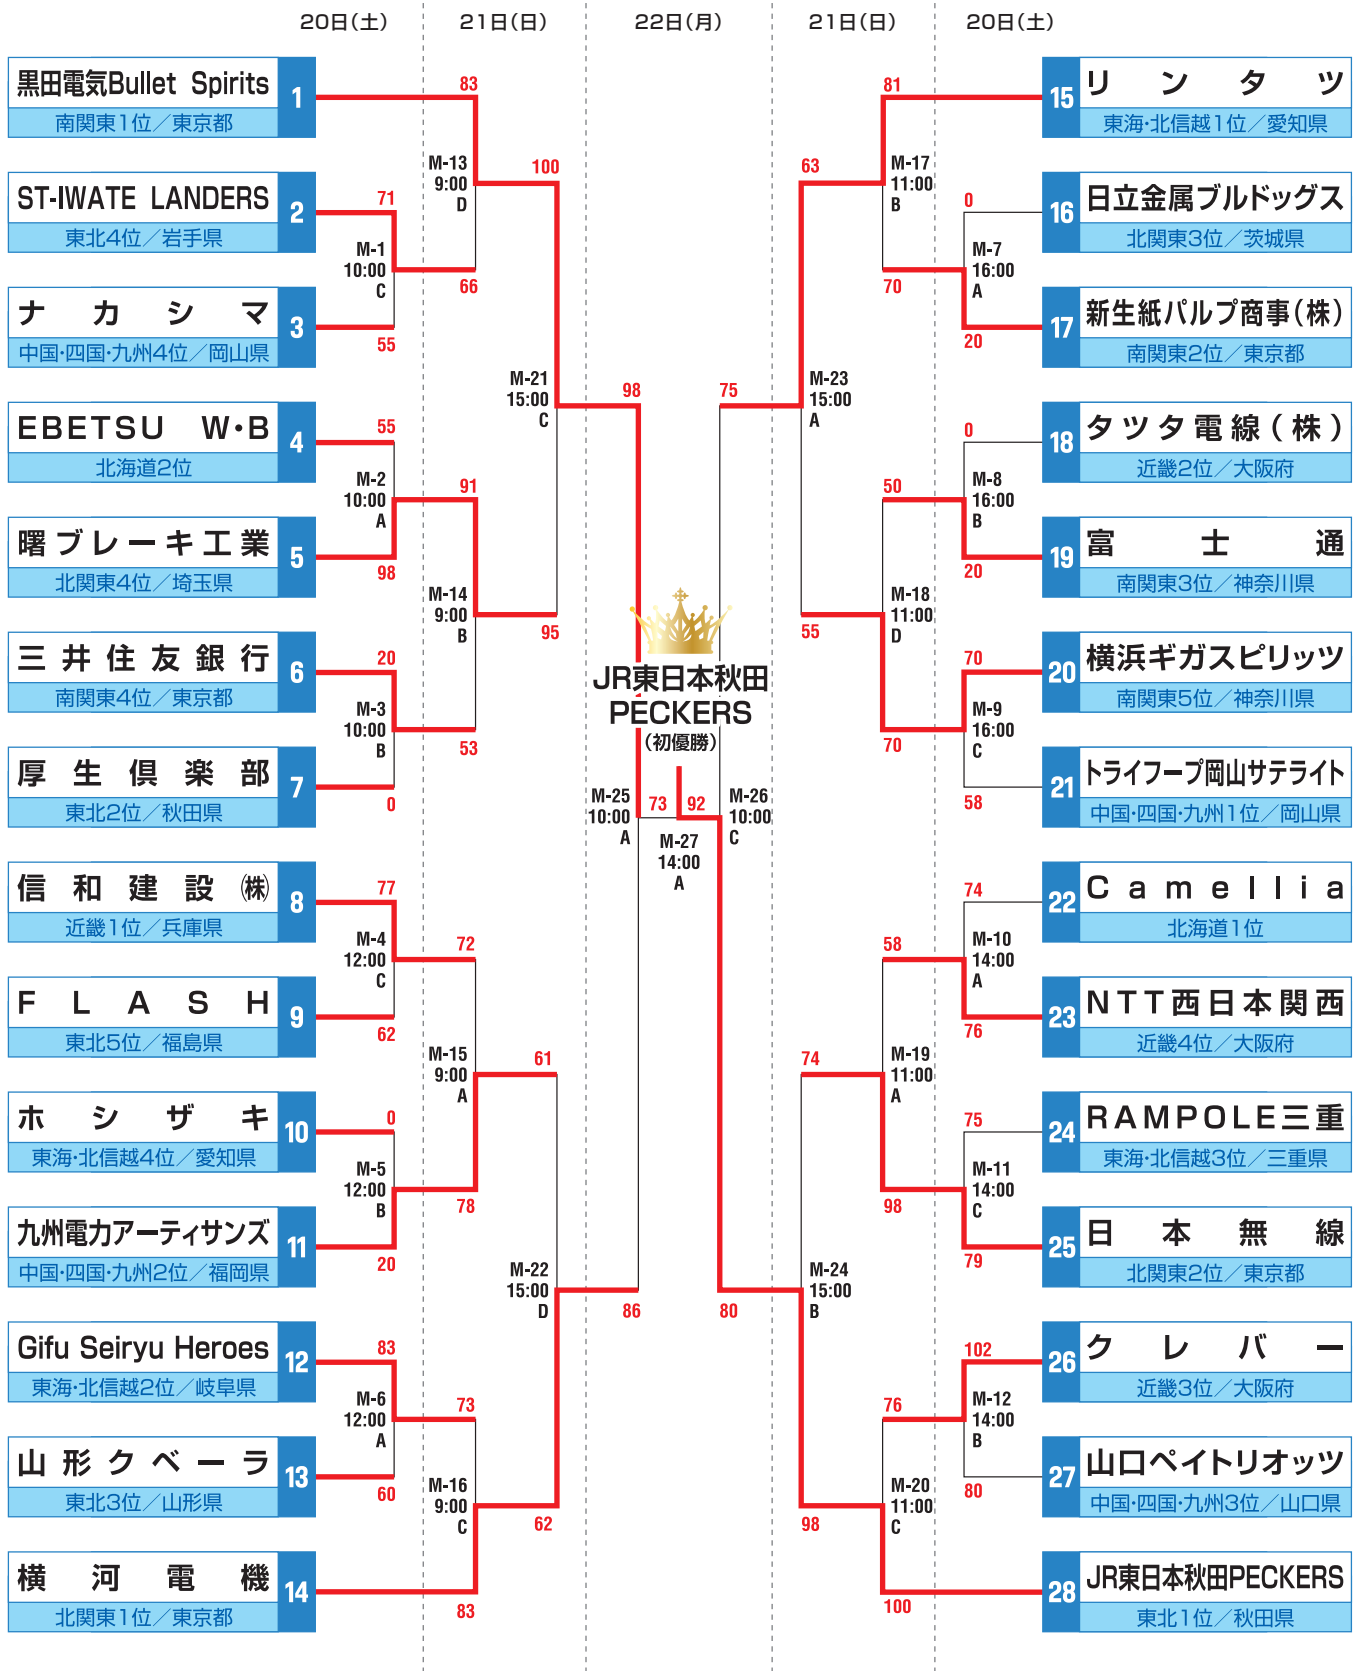 20日(土)
21日(日)
22日(月)
21日(日)
20日(土)
黒田電気Bullet Spirits
1
南関東1位／東京都
83
ST-IWATE LANDERS
2
東北4位／岩手県
71
M-1
10:00
C
M-13
9:00
D
100
66
ナカシマ
3
中国・四国・九州4位／岡山県
55
M-21
15:00
C
98
EBETSU W・B
4
北海道2位
55
M-2
10:00
A
91
曙ブレーキ工業
5
北関東4位／埼玉県
98
M-14
9:00
B
95
三井住友銀行
6
南関東4位／東京都
20
M-3
10:00
B
53
厚生倶楽部
7
東北2位／秋田県
0
信和建設㈱
8
近畿1位／兵庫県
77
M-4
12:00
C
72
FLASH
9
東北5位／福島県
62
M-15
9:00
A
61
ホシザキ
10
東海・北信越4位／愛知県
0
M-5
12:00
B
78
九州電力アーティサンズ
11
中国・四国・九州2位／福岡県
20
M-22
15:00
D
86
Gifu Seiryu Heroes
12
東海・北信越2位／岐阜県
83
M-6
12:00
A
73
山形クベーラ
13
東北3位／山形県
60
M-16
9:00
C
62
横河電機
14
北関東1位／東京都
83
JR東日本秋田
PECKERS
(初優勝)
M-25
10:00
A
73
92
M-27
14:00
A
M-26
10:00
C
81
リンタツ
15
東海・北信越1位／愛知県
63
M-17
11:00
B
0
日立金属ブルドッグス
16
北関東3位／茨城県
M-7
16:00
A
70
新生紙パルプ商事(株)
17
南関東2位／東京都
20
75
M-23
15:00
A
0
タツタ電線(株)
18
近畿2位／大阪府
M-8
16:00
B
50
富士通
19
南関東3位／神奈川県
20
M-18
11:00
D
55
70
横浜ギガスピリッツ
20
南関東5位／神奈川県
M-9
16:00
C
70
トライフープ岡山サテライト
21
中国・四国・九州1位／岡山県
58
74
Camellia
22
北海道1位
M-10
14:00
A
58
NTT西日本関西
23
近畿4位／大阪府
76
M-19
11:00
A
74
75
RAMPOLE三重
24
東海・北信越3位／三重県
M-11
14:00
C
98
日本無線
25
北関東2位／東京都
79
80
M-24
15:00
B
102
クレバー
26
近畿3位／大阪府
M-12
14:00
B
76
山口ペイトリオッツ
27
中国・四国・九州3位／山口県
80
M-20
11:00
C
98
JR東日本秋田PECKERS
28
東北1位／秋田県
100